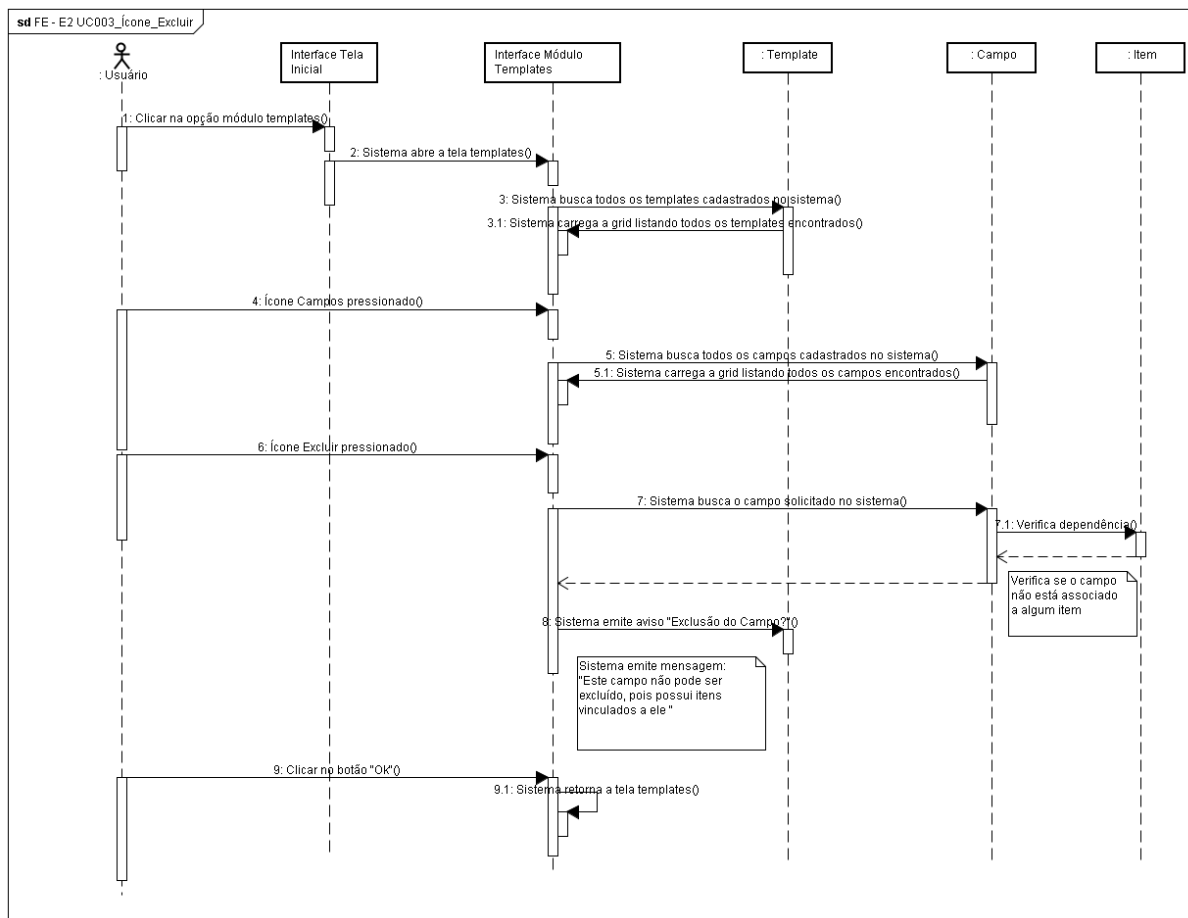 sd FE - E2 UC003_Ícone_Excluir
: Usuário
Interface Tela
Inicial
Interface Módulo
Templates
: Template
: Campo
: Item
1: Clicar na opção módulo templates()
2: Sistema abre a tela templates()
3: Sistema busca todos os templates cadastrados no sistema()
3.1: Sistema carrega a grid listando todos os templates encontrados()
4: Ícone Campos pressionado()
5: Sistema busca todos os campos cadastrados no sistema()
5.1: Sistema carrega a grid listando todos os campos encontrados()
6: Ícone Excluir pressionado()
7: Sistema busca o campo solicitado no sistema()
7.1: Verifica dependência()
Verifica se o campo
não está associado
a algum item
8: Sistema emite aviso "Exclusão do Campo?"()
Sistema emite mensagem:
"Este campo não pode ser
excluído, pois possui itens
vinculados a ele "
9: Clicar no botão "Ok"()
9.1: Sistema retorna a tela templates()